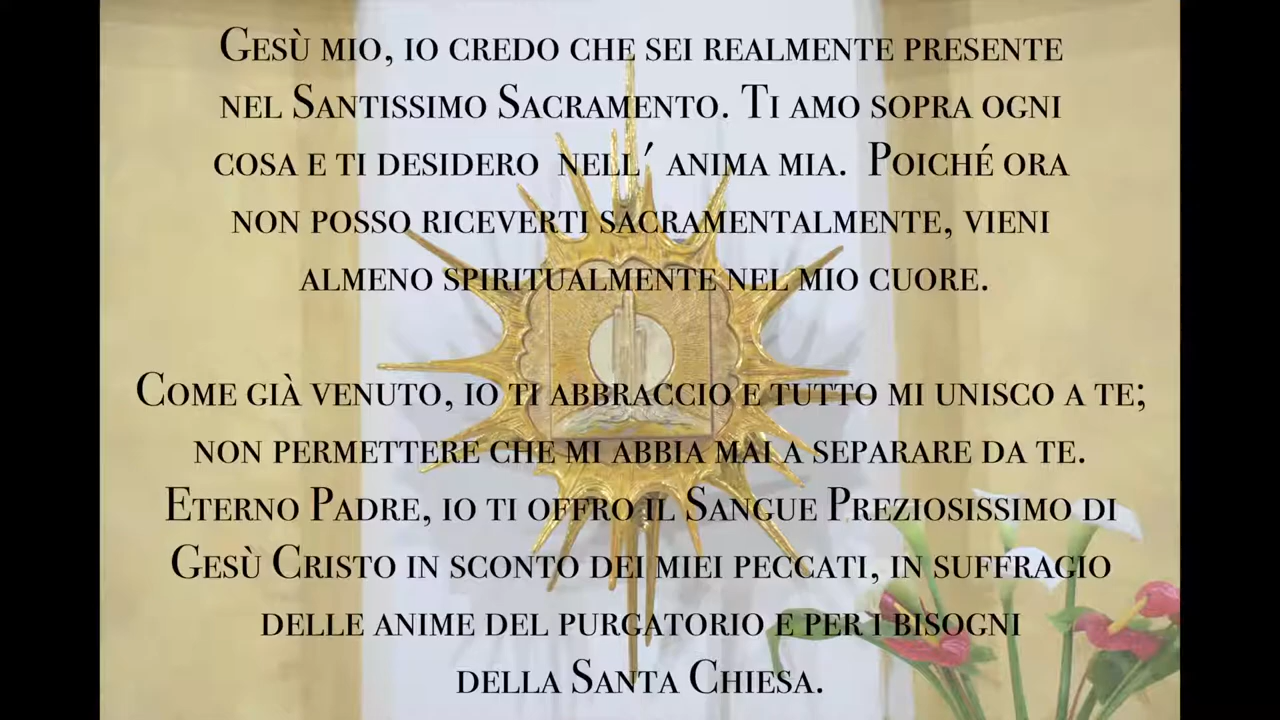 Gesù mio, io credo che sei realmente presente
nel Santissimo Sacramento. Ti amo sopra ogni
cosa e ti desidero nell' anima mia. Poiché ora
non posso riceverti sacramentalmente, vieni
almeno spiritualmente nel mio cuore.
Come già venuto, io ti abbraccio e tutto mi unisco a te;
non permettere che mi abbia mai a separare da te.
Eterno Padre, io ti offro il Sangue Preziosissimo di
Gesù Cristo in sconto dei miei peccati, in suffragio
delle anime del purgatorio e per i bisogni
della Santa Chiesa.